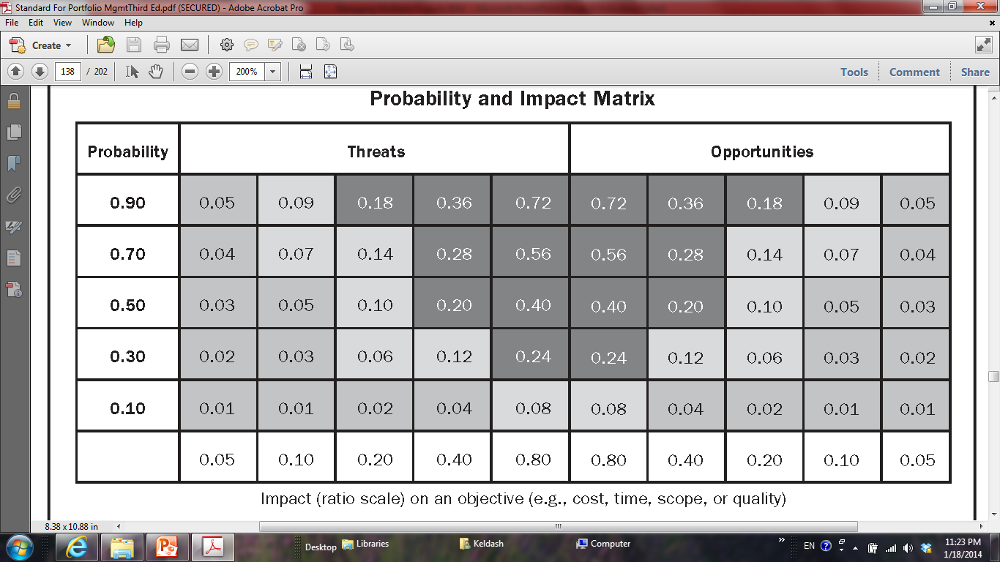 Standard For Portfolio MgmtThird Ed.pdf (SECURED) - Adobe Acrobat Pro
File Edit View Window Help
Create
138 / 202 200% Tools Comment Share
Probability and Impact Matrix
Probability Threats Opportunities
0.90 0.05 0.09 0.18 0.36 0.72 0.72 0.36 0.18 0.09 0.05
0.70 0.04 0.07 0.14 0.28 0.56 0.56 0.28 0.14 0.07 0.04
0.50 0.03 0.05 0.10 0.20 0.40 0.40 0.20 0.10 0.05 0.03
0.30 0.02 0.03 0.06 0.12 0.24 0.24 0.12 0.06 0.03 0.02
0.10 0.01 0.01 0.02 0.04 0.08 0.08 0.04 0.02 0.01 0.01
0.05 0.10 0.20 0.40 0.80 0.80 0.40 0.20 0.10 0.05
Impact (ratio scale) on an objective (e.g., cost, time, scope, or quality)
8.38 x 10.88 in
Desktop Libraries Keldash Computer EN 11:23 PM
1/18/2014